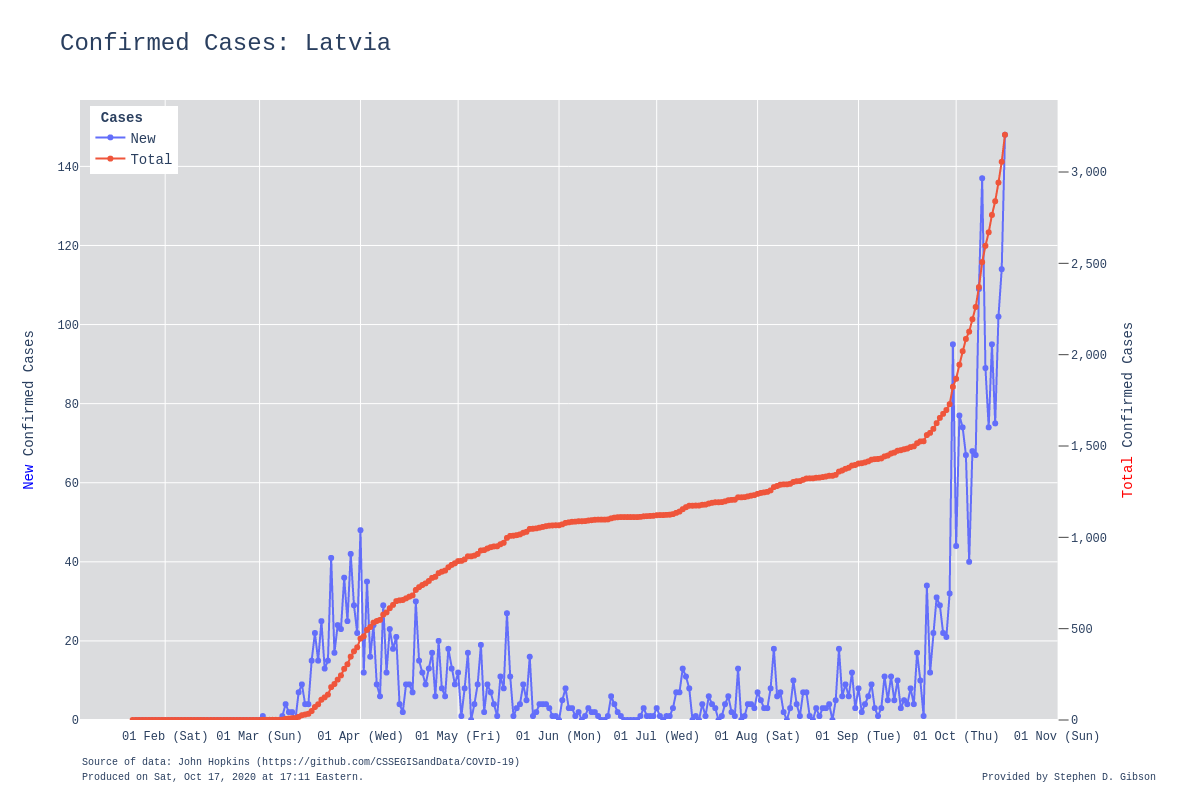 Confirmed Cases: Latvia
Cases
New
Total
140
120
100
80
60
40
20
0
3,000
2,500
2,000
1,500
1,000
500
0
New Confirmed Cases
Total Confirmed Cases
01 Feb (Sat) 01 Mar (Sun) 01 Apr (Wed) 01 May (Fri) 01 Jun (Mon) 01 Jul (Wed) 01 Aug (Sat) 01 Sep (Tue) 01 Oct (Thu) 01 Nov (Sun)
Source of data: John Hopkins (https://github.com/CSSEGISandData/COVID-19)
Produced on Sat, Oct 17, 2020 at 17:11 Eastern.
Provided by Stephen D. Gibson